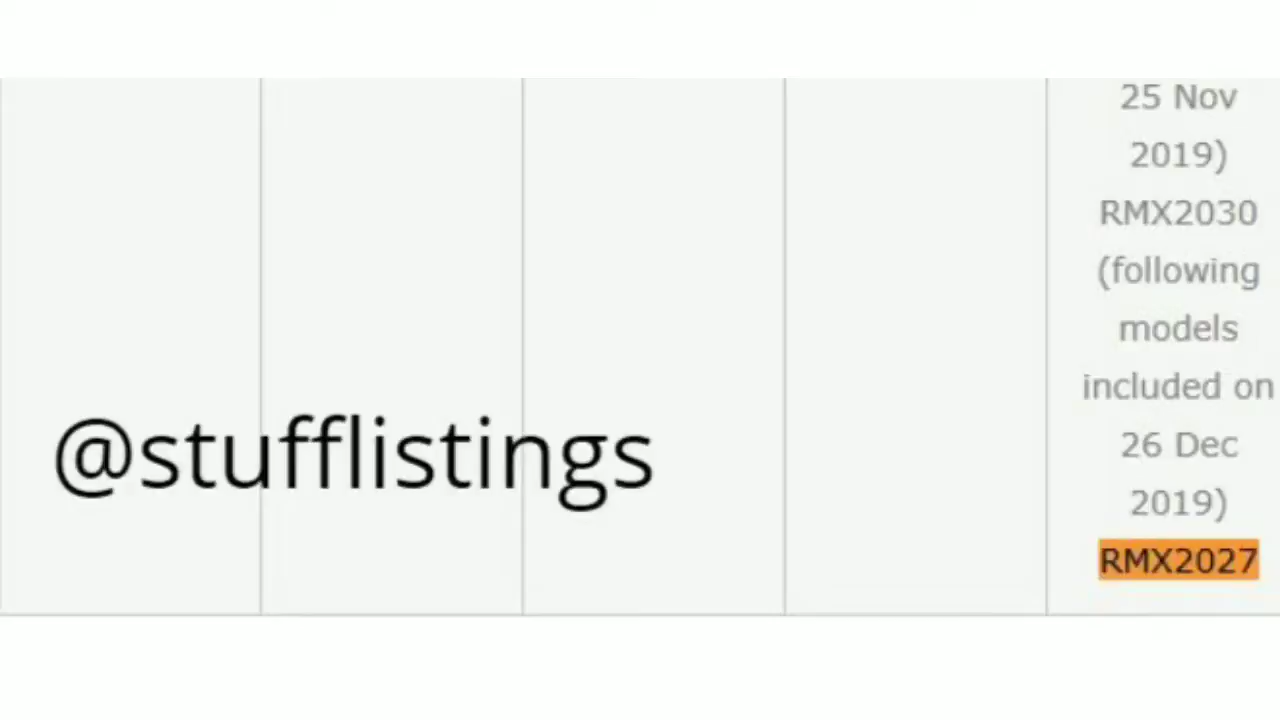 25 Nov
2019)
RMX2030
(following
models
included on
26 Dec
2019)
RMX2027
@stufflistings